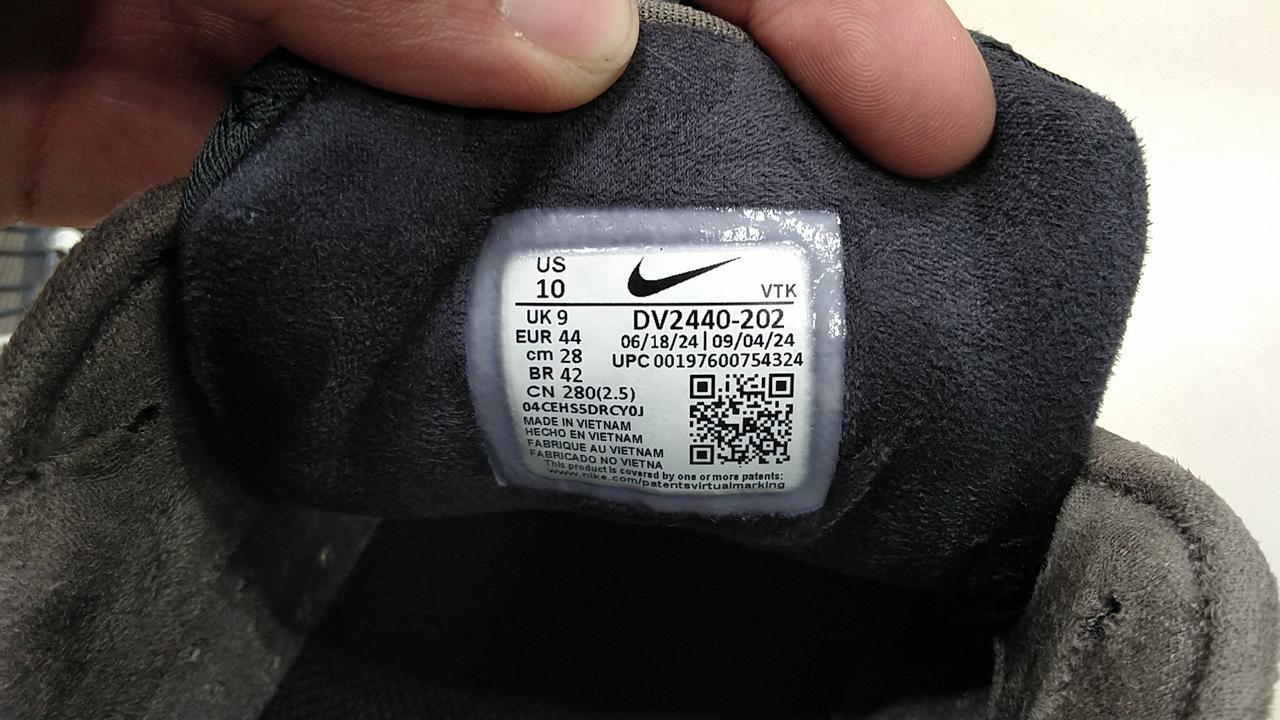 US
10
VTK
UK 9
EUR 44
cm 28
BR 42
CN 280(2.5)
04CEHS5DRCY0J
DV2440-202
06/18/24|09/04/24
UPC 00197600754324
MADE IN VIETNAM
HECHO EN VIETNAM
FABRIQUE AU VIETNAM
FABRICADO NO VIETNA
This product is covered by one or more patents:
www.nike.com/patentsvirtualmarking